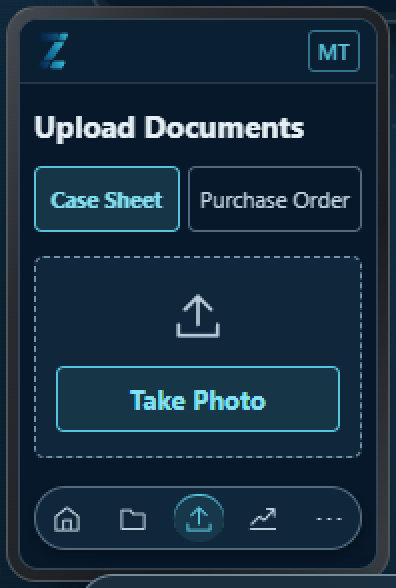 Z
MT
Upload Documents
Case Sheet
Purchase Order
Take Photo